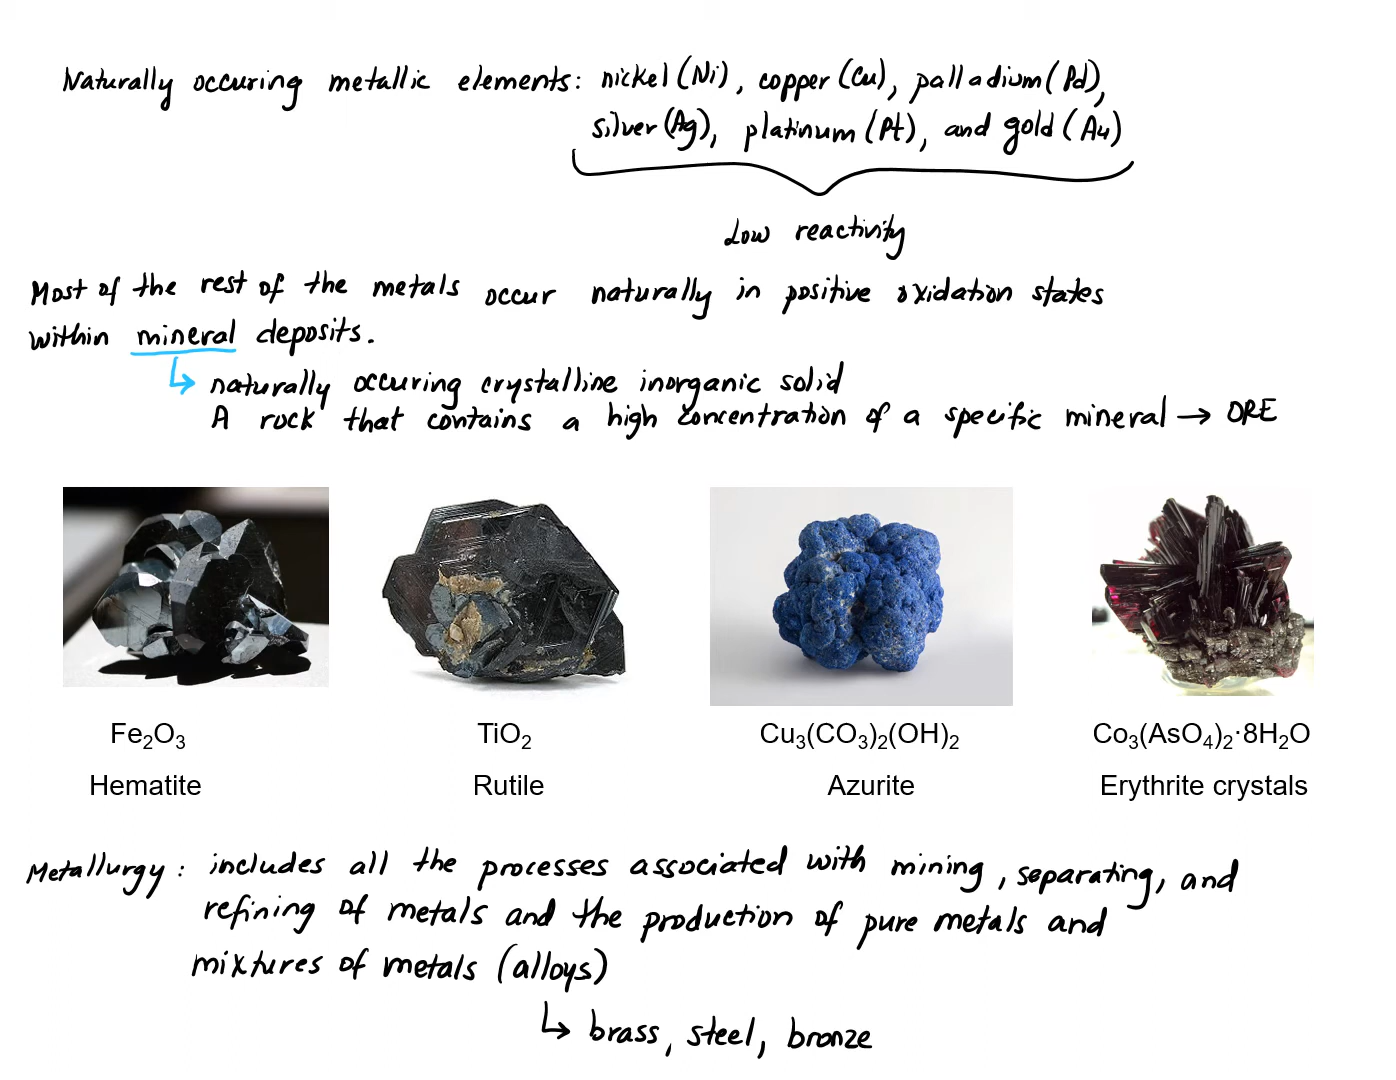 Naturally occuring metallic elements: nickel (Ni), copper (Cu), palladium (Pd),
silver (Ag), platinum (Pt), and gold (Au)
Low reactivity
Most of the rest of the metals occur naturally in positive oxidation states
within mineral deposits.
↳ naturally occuring crystalline inorganic solid
A rock that contains a high concentration of a specific mineral → ORE
Fe₂O₃ TiO₂ Cu₃(CO₃)₂(OH)₂ Co₃(AsO₄)₂·8H₂O
Hematite Rutile Azurite Erythrite crystals
Metallurgy: includes all the processes associated with mining, separating, and
refining of metals and the production of pure metals and
mixtures of metals (alloys)
↳ brass, steel, bronze